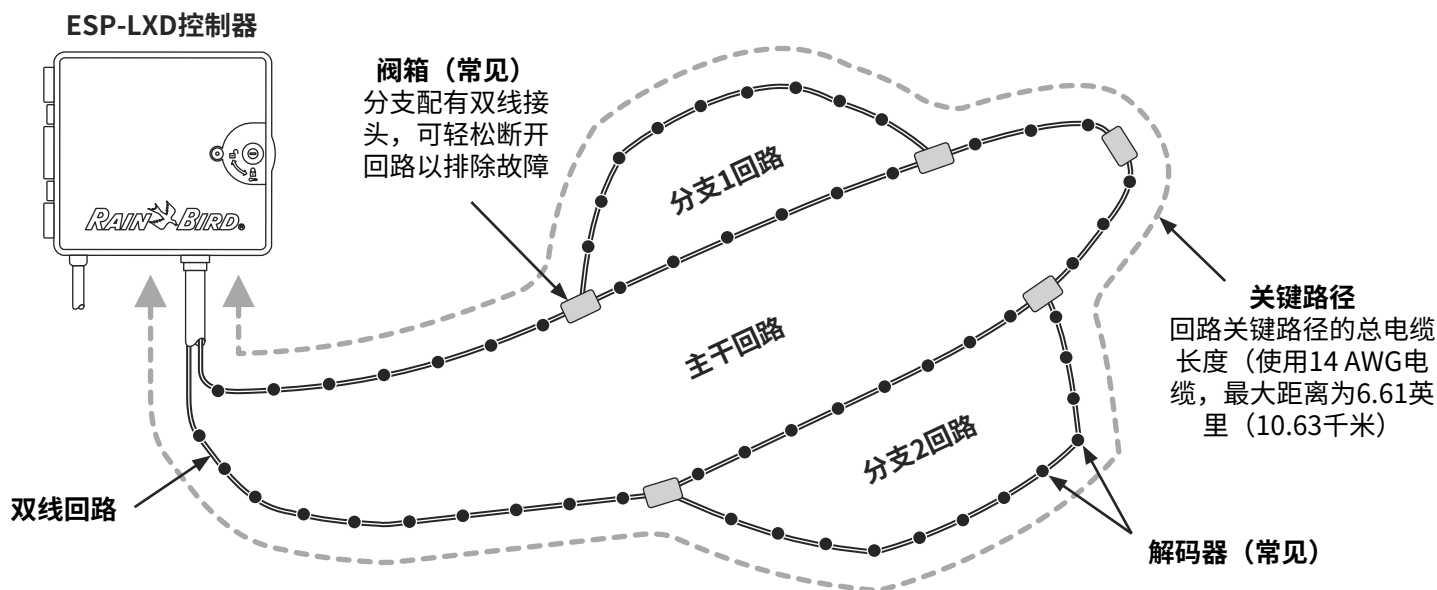 ESP-LXD控制器
阀箱（常见）
分支配有双线接
头，可轻松断开
回路以排除故障
RAIN BIRD®
分支1回路
主干回路
关键路径
回路关键路径的总电缆
长度（使用14 AWG电
缆，最大距离为6.61英
里（10.63千米）
分支2回路
双线回路
解码器（常见）